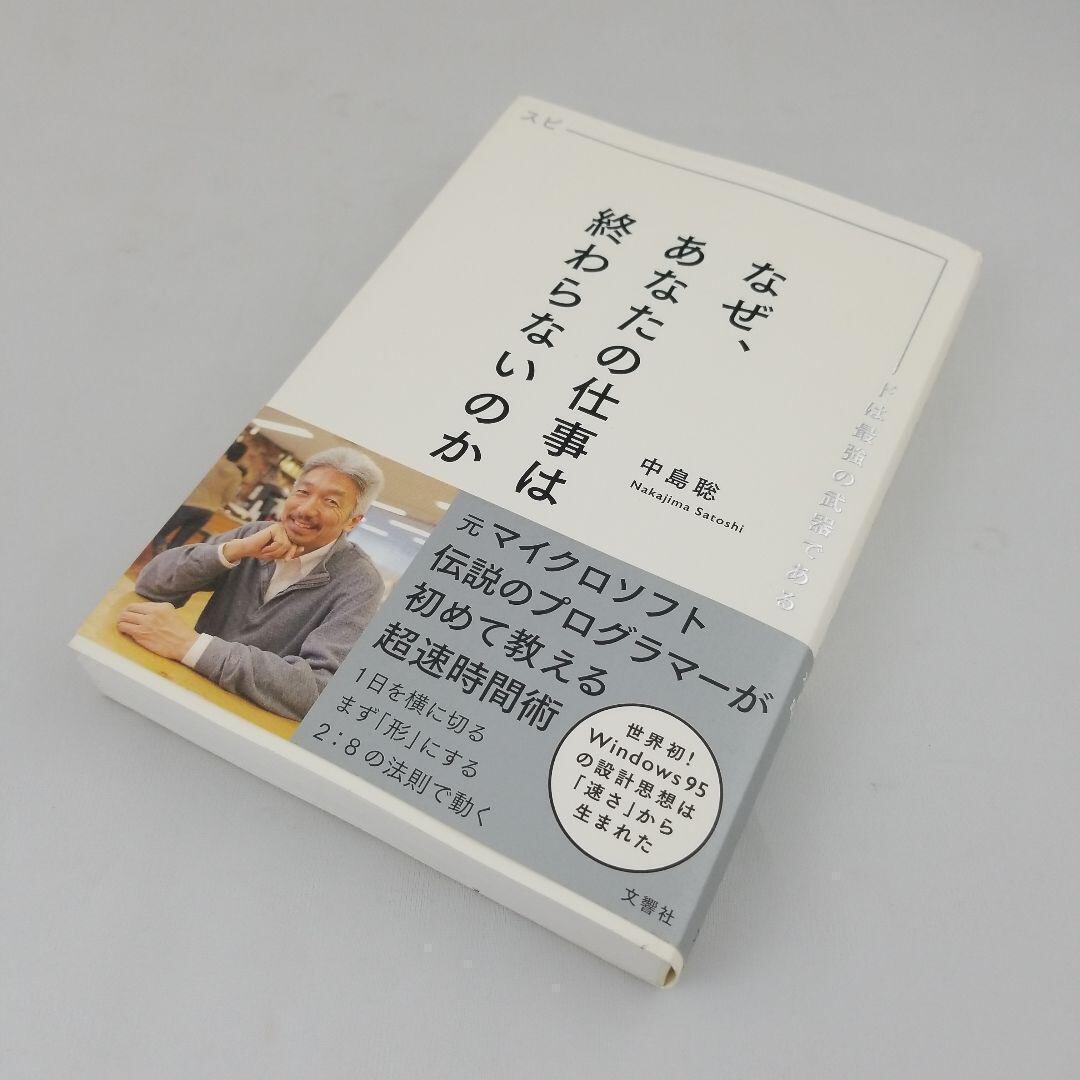 スピ
ドは最強の武器である
なぜ、
あなたの仕事は
終わらないのか
中島聡
Nakajima Satoshi
元マイクロソフト
伝説のプログラマーが
初めて教える
超速時間術
1日を横に切る
まず「形」にする
2:8の法則で動く
世界初!
Windows95
の設計思想は
「速さ」から
生まれた
文響社